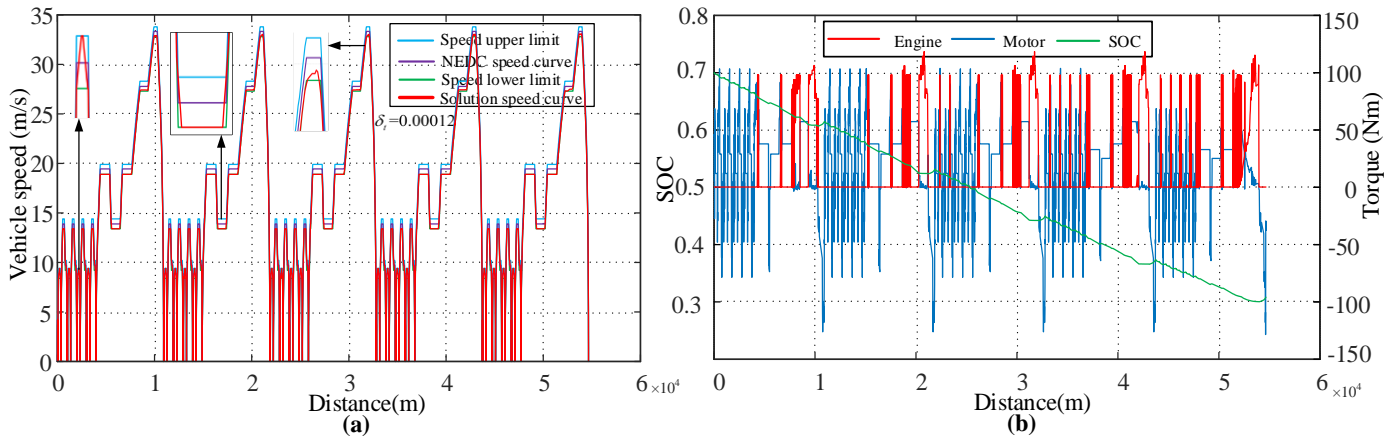 35
30
25
20
15
10
5
0
Vehicle speed (m/s)
Speed upper limit
NEDC speed curve
Speed lower limit
Solution speed curve
δ_t=0.00012
0 1 2 3 4 5 6
×10⁴
Distance(m)
(a)
0.8
0.7
0.6
0.5
0.4
0.3
SOC
Engine Motor SOC
150
100
50
0
-50
-100
-150
Torque (Nm)
0 1 2 3 4 5 6
×10⁴
Distance(m)
(b)